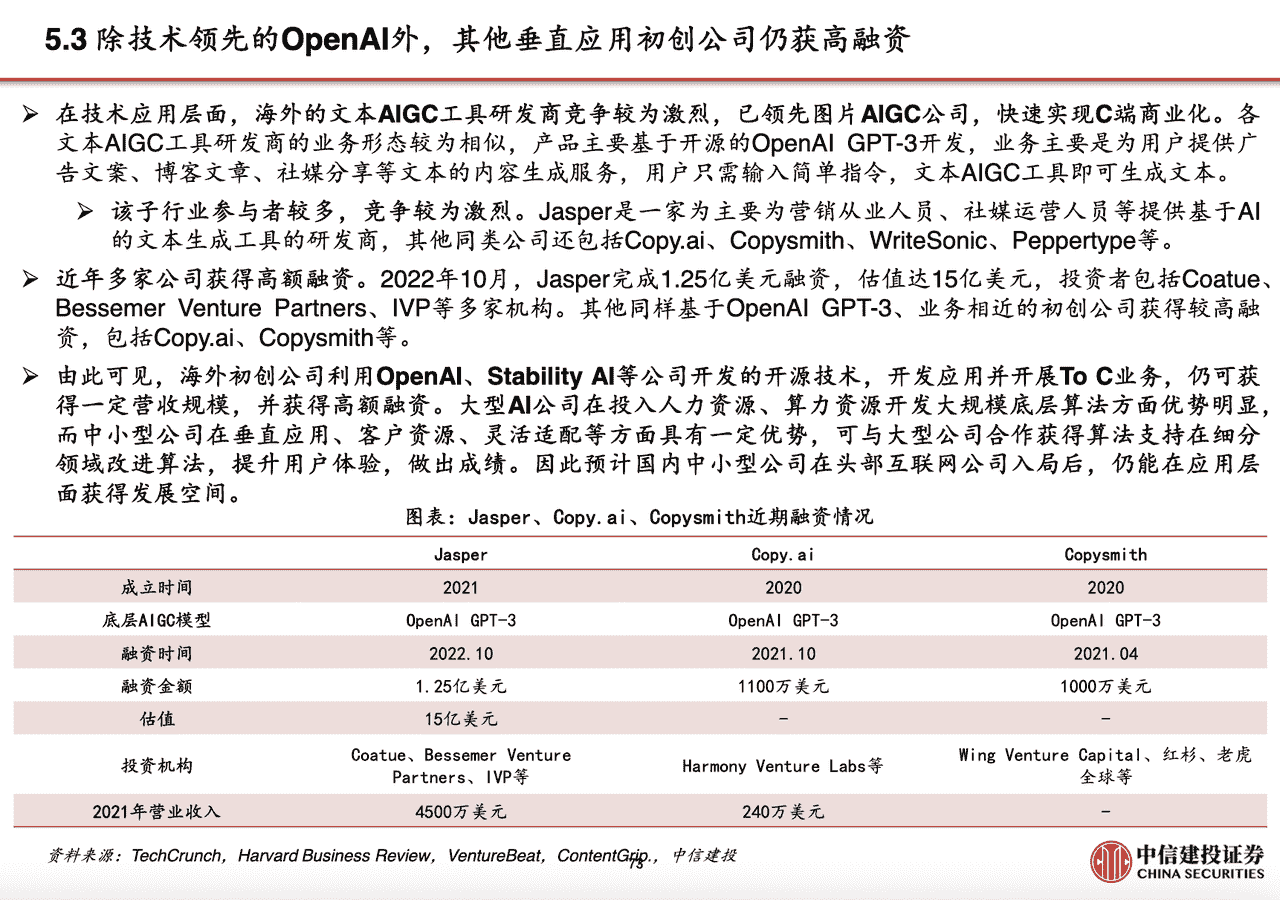 5.3 除技术领先的OpenAI外，其他垂直应用初创公司仍获高融资
➢ 在技术应用层面，海外的文本AIGC工具研发商竞争较为激烈，已领先图片AIGC公司，快速实现C端商业化。各
文本AIGC工具研发商的业务形态较为相似，产品主要基于开源的OpenAI GPT-3开发，业务主要是为用户提供广
告文案、博客文章、社媒分享等文本的内容生成服务，用户只需输入简单指令，文本AIGC工具即可生成文本。
➢ 该子行业参与者较多，竞争较为激烈。Jasper是一家为主要为营销从业人员、社媒运营人员等提供基于AI
的文本生成工具的研发商，其他同类公司还包括Copy.ai、Copysmith、WriteSonic、Peppertype等。
➢ 近年多家公司获得高额融资。2022年10月，Jasper完成1.25亿美元融资，估值达15亿美元，投资者包括Coatue、
Bessemer Venture Partners、IVP等多家机构。其他同样基于OpenAI GPT-3、业务相近的初创公司获得较高融
资，包括Copy.ai、Copysmith等。
➢ 由此可见，海外初创公司利用OpenAI、Stability AI等公司开发的开源技术，开发应用并开展To C业务，仍可获
得一定营收规模，并获得高额融资。大型AI公司在投入人力资源、算力资源开发大规模底层算法方面优势明显，
而中小型公司在垂直应用、客户资源、灵活适配等方面具有一定优势，可与大型公司合作获得算法支持在细分
领域改进算法，提升用户体验，做出成绩。因此预计国内中小型公司在头部互联网公司入局后，仍能在应用层
面获得发展空间。
图表：Jasper、Copy.ai、Copysmith近期融资情况
Jasper Copy.ai Copysmith
成立时间 2021 2020 2020
底层AIGC模型 OpenAI GPT-3 OpenAI GPT-3 OpenAI GPT-3
融资时间 2022.10 2021.10 2021.04
融资金额 1.25亿美元 1100万美元 1000万美元
估值 15亿美元 - -
投资机构 Coatue、Bessemer Venture Partners、IVP等 Harmony Venture Labs等 Wing Venture Capital、红杉、老虎全球等
2021年营业收入 4500万美元 240万美元 -
资料来源：TechCrunch，Harvard Business Review，VentureBeat，ContentGrip.，中信建投
73
中信建投证券
CHINA SECURITIES